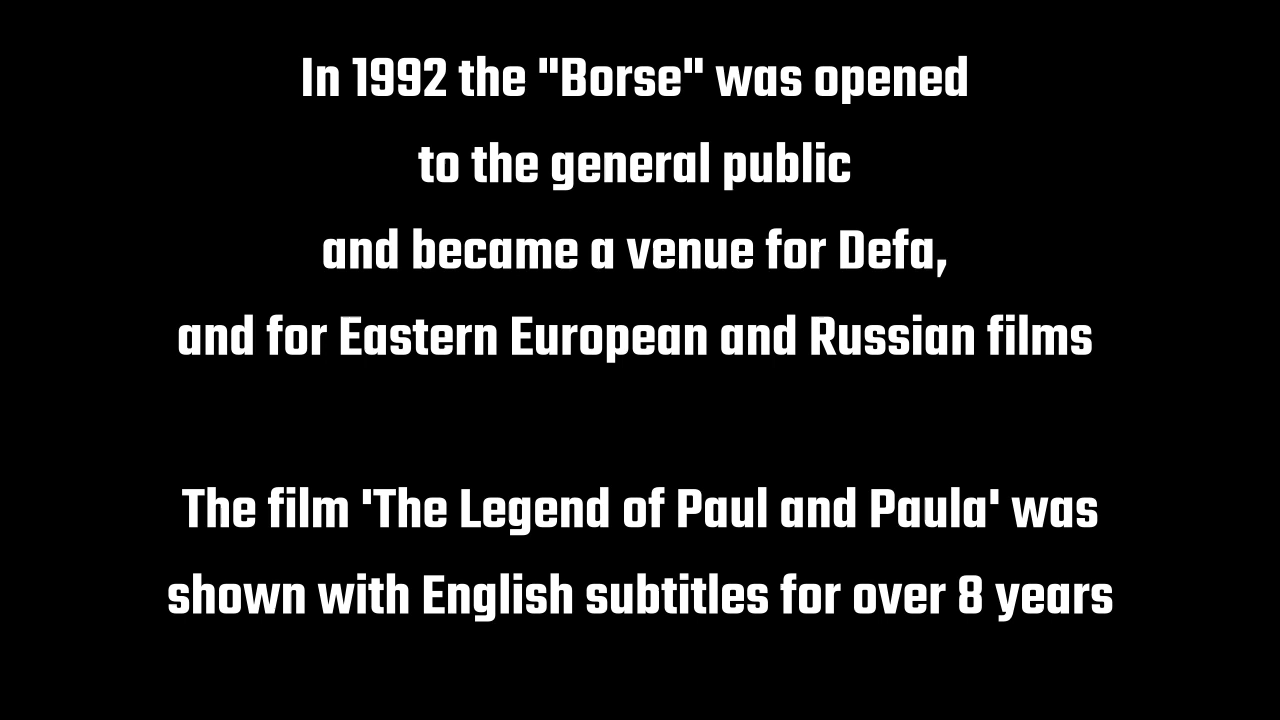 In 1992 the "Borse" was opened
to the general public
and became a venue for Defa,
and for Eastern European and Russian films
The film 'The Legend of Paul and Paula' was
shown with English subtitles for over 8 years